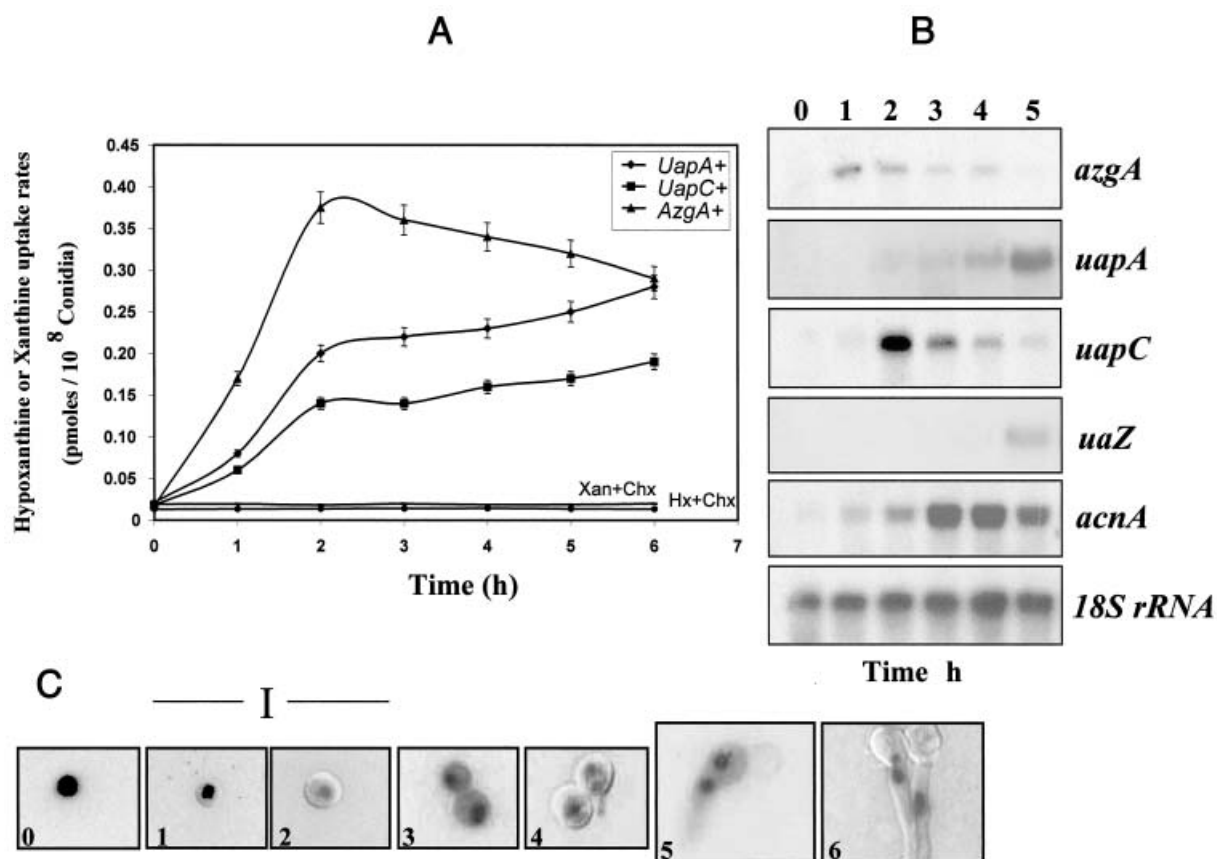 A
B
Hypoxanthine or Xanthine uptake rates
(pmoles / 10 8 Conidia)
0.45
0.40
0.35
0.30
0.25
0.20
0.15
0.10
0.05
0
UapA+
UapC+
AzgA+
Xan+Chx
Hx+Chx
0 1 2 3 4 5 6 7
Time (h)
0 1 2 3 4 5
azgA
uapA
uapC
uaZ
acnA
18S rRNA
Time h
C
I
0 1 2 3 4 5 6